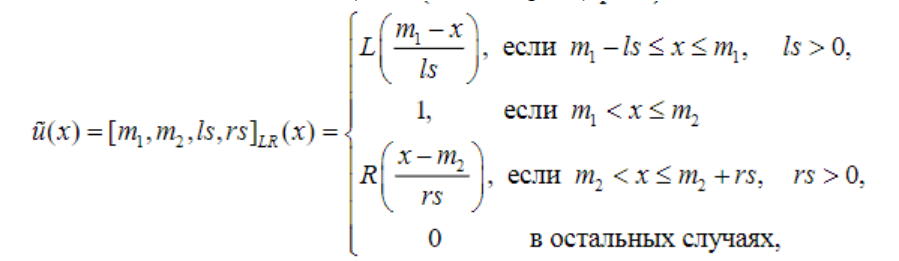 L((m₁ − x)/ls), если m₁ − ls ≤ x ≤ m₁, ls > 0,
ũ(x) = [m₁, m₂, ls, rs]_LR(x) = { 1, если m₁ < x ≤ m₂
R((x − m₂)/rs), если m₂ < x ≤ m₂ + rs, rs > 0,
0 в остальных случаях,